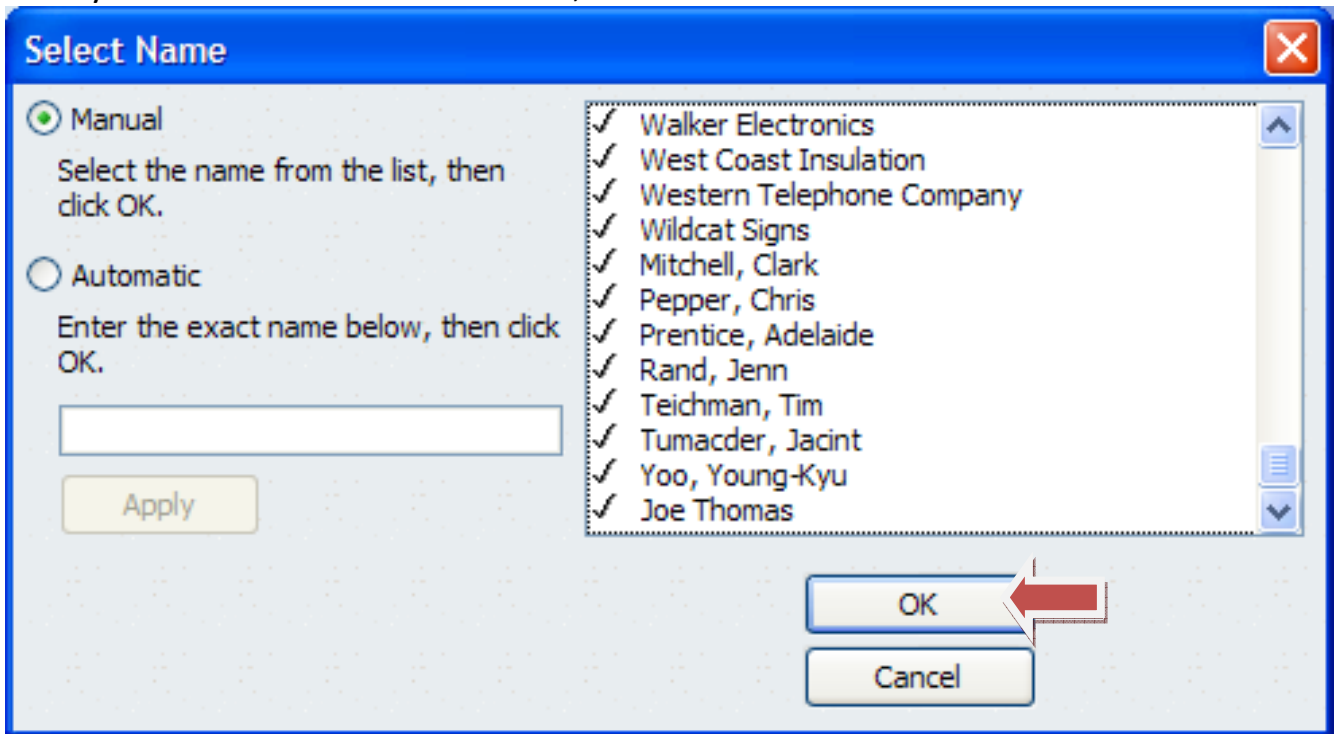 Select Name
Manual
Select the name from the list, then
click OK.
Automatic
Enter the exact name below, then click
OK.
Apply
Walker Electronics
West Coast Insulation
Western Telephone Company
Wildcat Signs
Mitchell, Clark
Pepper, Chris
Prentice, Adelaide
Rand, Jenn
Teichman, Tim
Tumacder, Jacint
Yoo, Young-Kyu
Joe Thomas
OK
Cancel